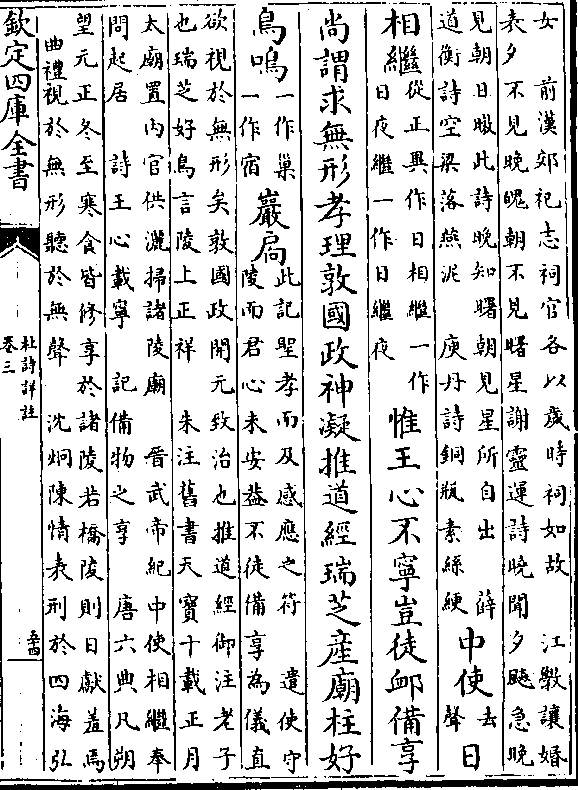 女　前漢郊祀志祠官各以歲時祠如故　江斆讓婚
表夕不見晚魄朝不見曙星謝靈運詩曉聞夕飈急晚
見朝日暾此詩晚知曙朝見星所自出　薛
道衡詩空梁落燕泥　庾丹詩銅瓶素絲綆
中使去聲日
相繼從正異作日相繼一作
日夜繼一作日繼夜
惟王心不寧豈徒卹備享
尚謂求無形孝理敦國政神凝推道經瑞芝產廟柱好
鳥鳴一作巢
一作宿
巖扃此記聖孝而及感應之符　遣使守
陵而君心未安蓋不徒備享為儀直
欲視於無形矣敦國政開元致治也推道經御注老子
也瑞芝好鳥言陵上正祥　朱注舊書天寶十載正月
太廟置內官供灑掃諸陵廟　晉武帝紀中使相繼奉
問起居　詩王心載寧　記備物之享　唐六典凡朔
望元正冬至寒食皆修享於諸陵若橋陵則日獻羞焉
曲禮視於無形聽於無聲　沈炯陳情表刑於四海弘
欽定四庫全書
杜詩詳註
卷三